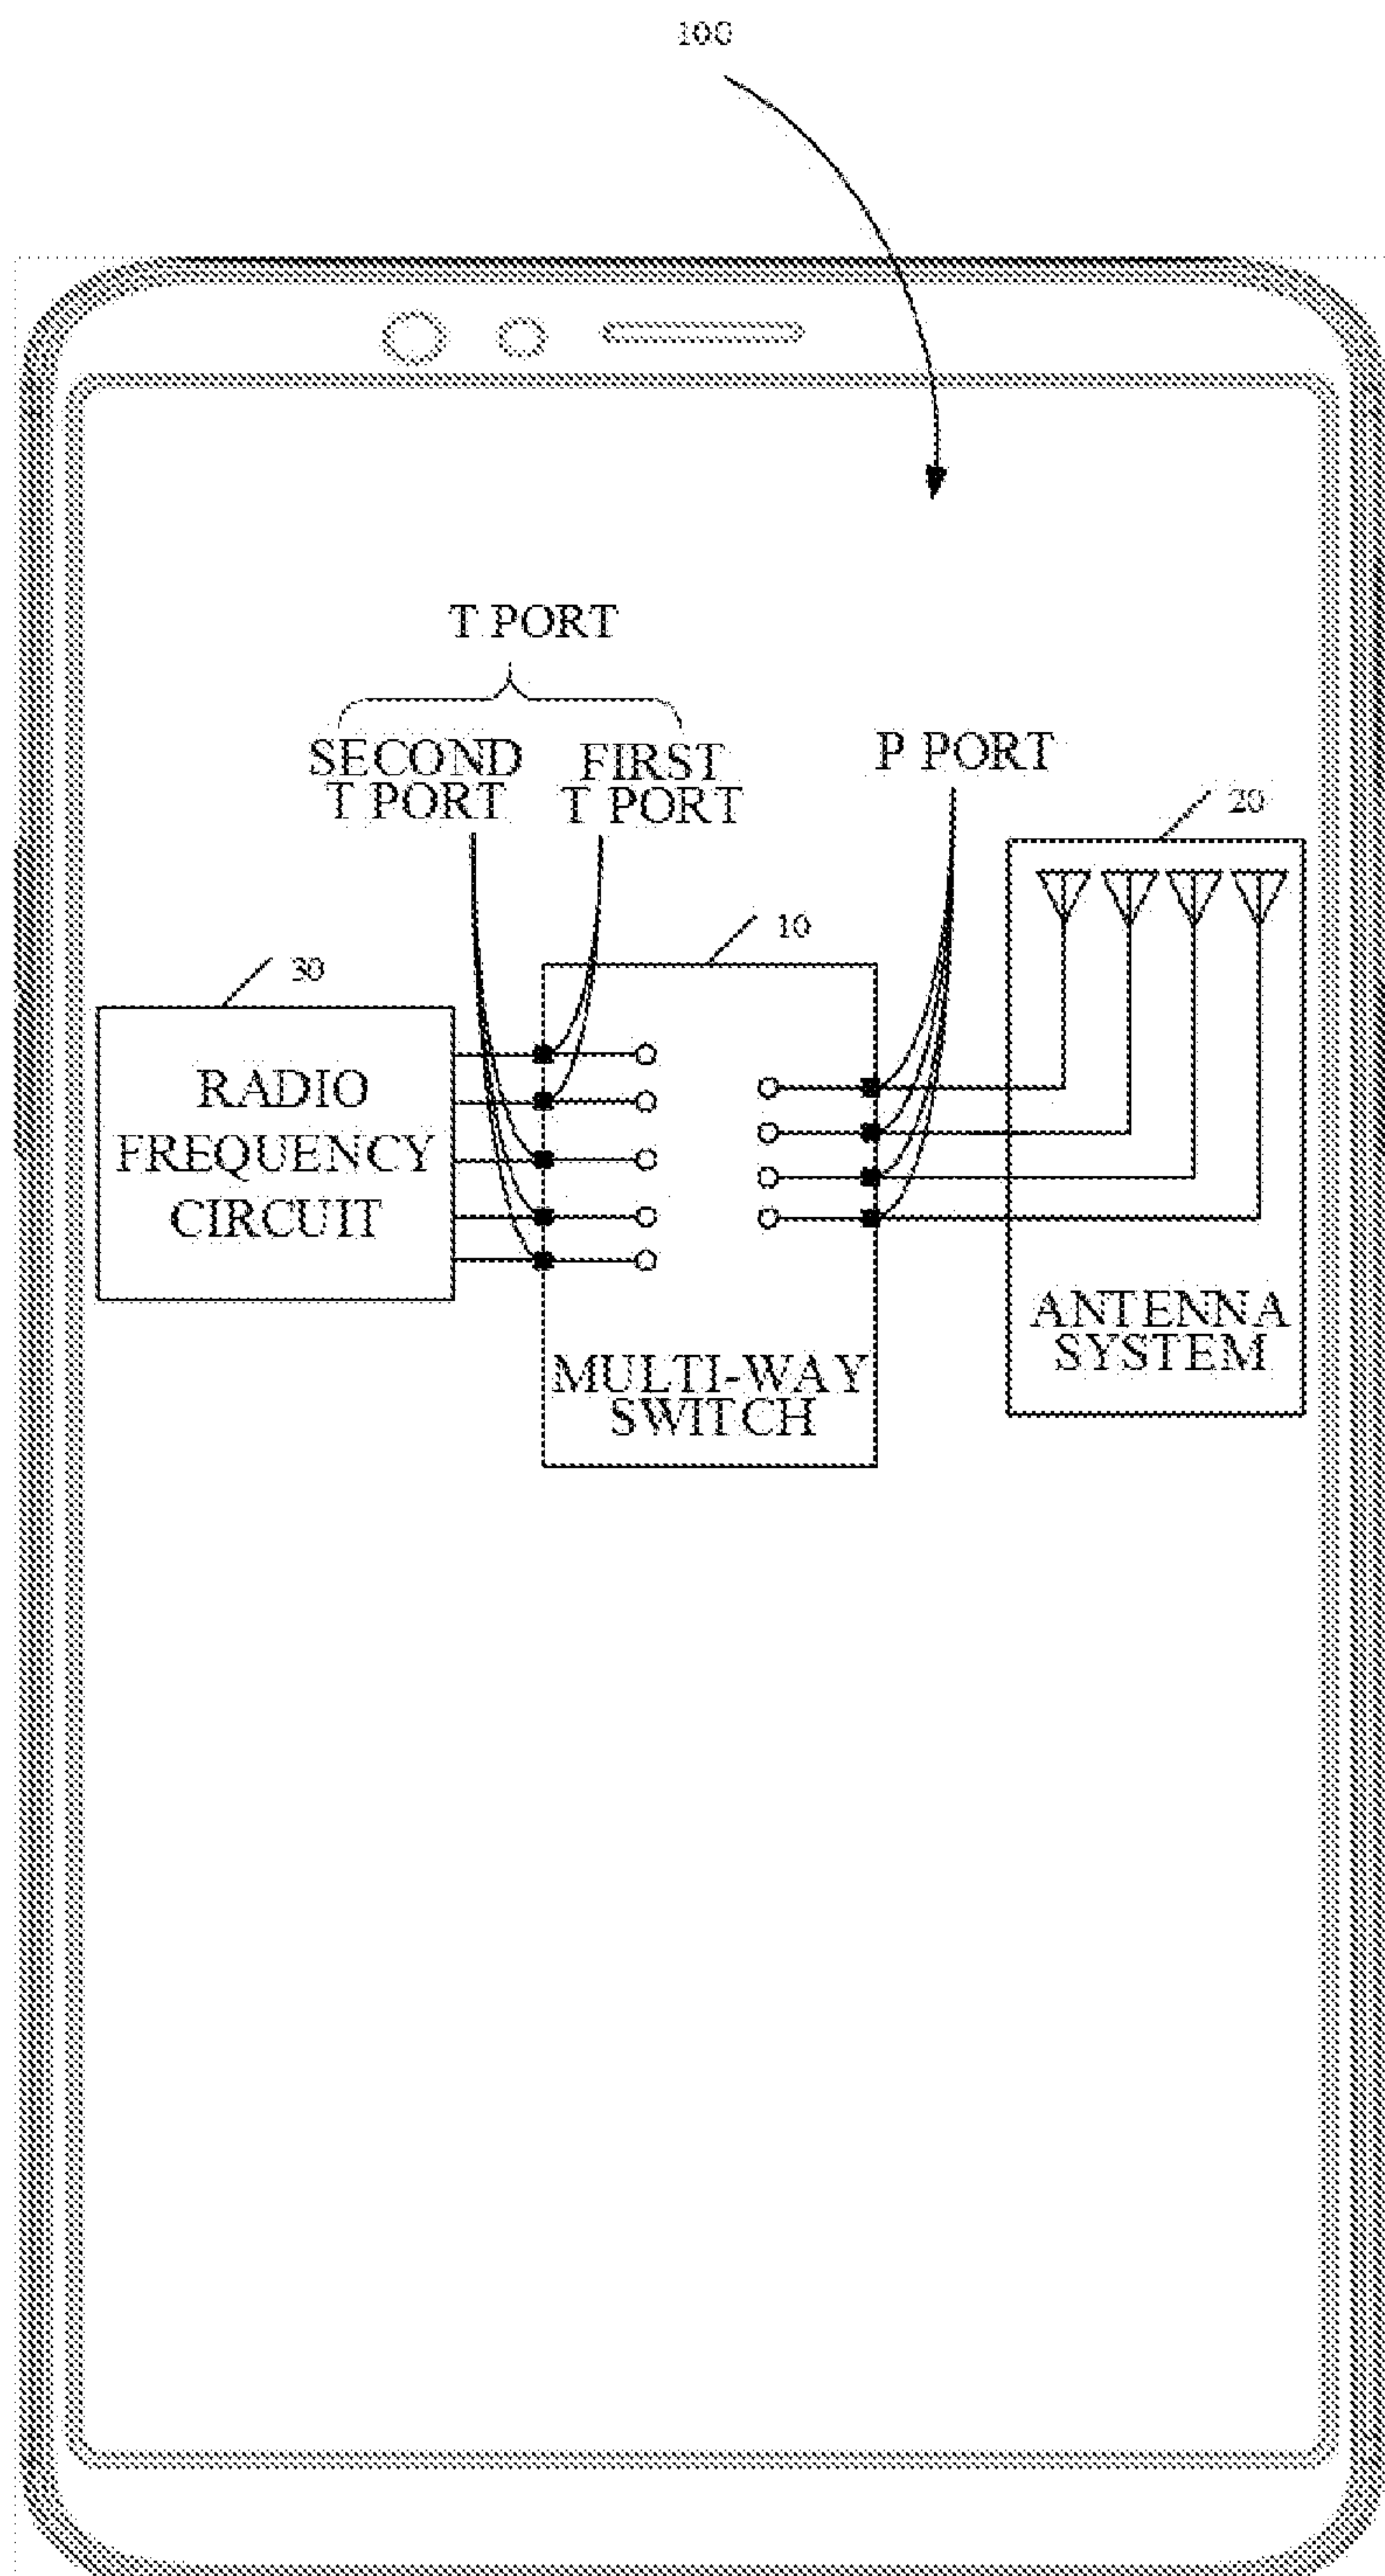 100
T PORT
SECOND
T PORT
FIRST
T PORT
P PORT
20
10
30
RADIO
FREQUENCY
CIRCUIT
ANTENNA
SYSTEM
MULTI-WAY
SWITCH